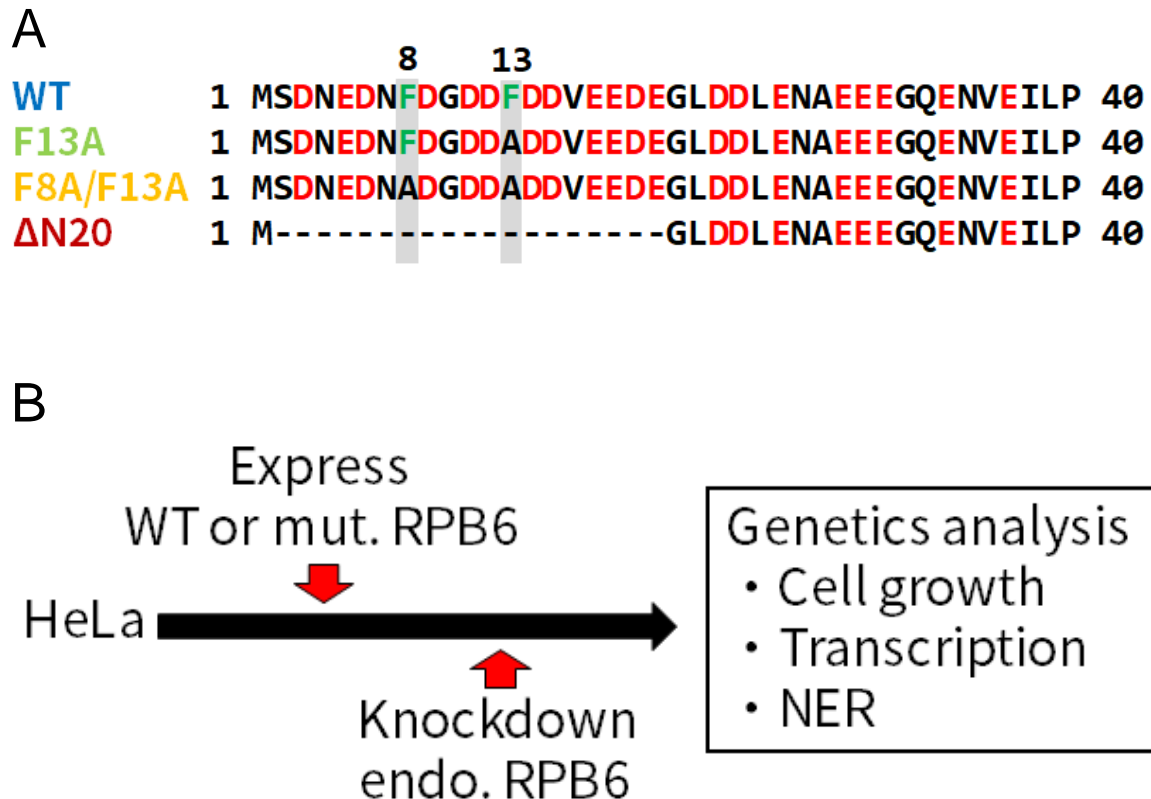 A
8 13
WT 1 MSDNEDNFDGDDFDDVEEDEGLDDLENAEEEGQENVEILP 40
F13A 1 MSDNEDNFDGDDADDVEEDEGLDDLENAEEEGQENVEILP 40
F8A/F13A 1 MSDNEDNADGDDADDVEEDEGLDDLENAEEEGQENVEILP 40
ΔN20 1 M-------------------GLDDLENAEEEGQENVEILP 40
B
Express
WT or mut. RPB6
HeLa
Knockdown
endo. RPB6
Genetics analysis
・Cell growth
・Transcription
・NER